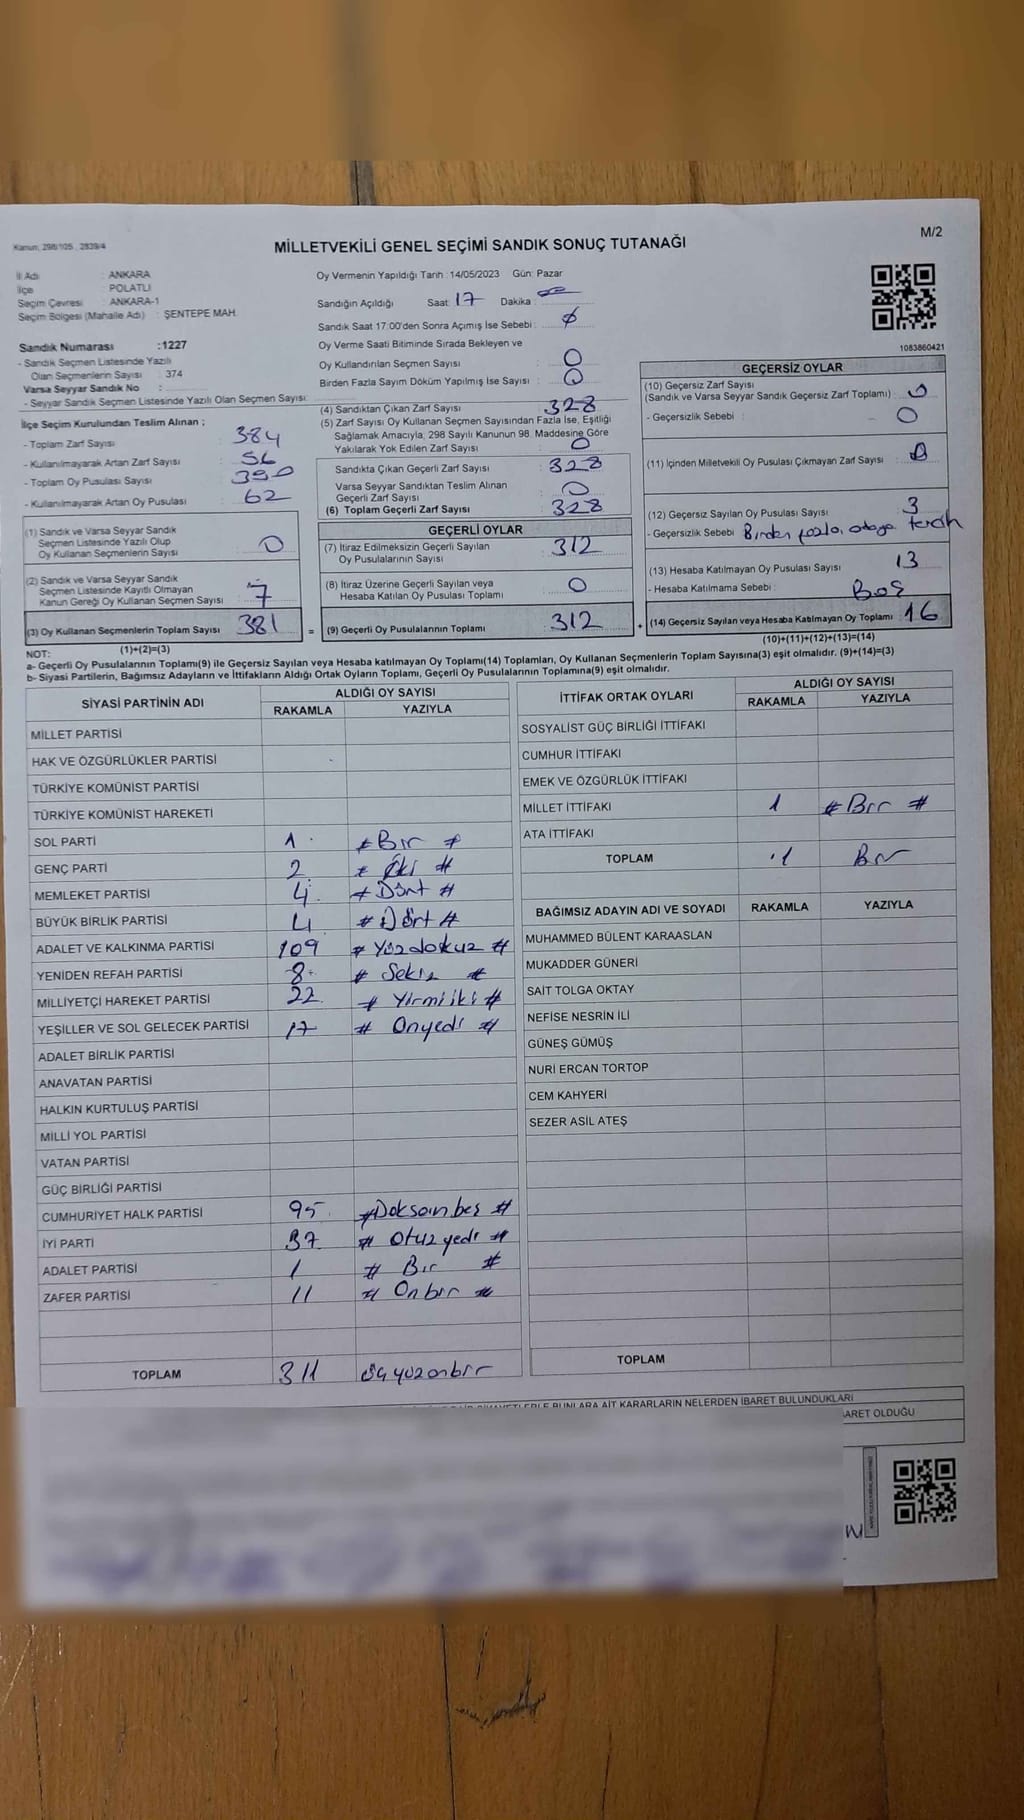 Kanun, 298/105, 2839/4
MİLLETVEKİLİ GENEL SEÇİMİ SANDIK SONUÇ TUTANAĞI
M/2
İl Adı : ANKARA
İlçe : POLATLI
Seçim Çevresi : ANKARA-1
Seçim Bölgesi (Mahalle Adı) : ŞENTEPE MAH.
Oy Vermenin Yapıldığı Tarih :14/05/2023 Gün: Pazar
Sandığın Açıldığı Saat: 17 Dakika :
Sandık Saat 17:00'den Sonra Açımış İse Sebebi :
Oy Verme Saati Bitiminde Sırada Bekleyen ve
Oy Kullandırılan Seçmen Sayısı : 0
Birden Fazla Sayım Döküm Yapılmış İse Sayısı : 0
1083860421
Sandık Numarası :1227
- Sandık Seçmen Listesinde Yazılı
Olan Seçmenlerin Sayısı : 374
Varsa Seyyar Sandık No :
- Seyyar Sandık Seçmen Listesinde Yazılı Olan Seçmen Sayısı:
İlçe Seçim Kurulundan Teslim Alınan ;
- Toplam Zarf Sayısı : 384
- Kullanılmayarak Artan Zarf Sayısı : 56
- Toplam Oy Pusulası Sayısı : 390
- Kullanılmayarak Artan Oy Pusulası : 62
(1) Sandık ve Varsa Seyyar Sandık
Seçmen Listesinde Yazılı Olup
Oy Kullanan Seçmenlerin Sayısı : 0
(2) Sandık ve Varsa Seyyar Sandık
Seçmen Listesinde Kayıtlı Olmayan
Kanun Gereği Oy Kullanan Seçmen Sayısı : 7
(3) Oy Kullanan Seçmenlerin Toplam Sayısı : 381
(1)+(2)=(3)
(4) Sandıktan Çıkan Zarf Sayısı : 328
(5) Zarf Sayısı Oy Kullanan Seçmen Sayısından Fazla İse, Eşitliği
Sağlamak Amacıyla, 298 Sayılı Kanunun 98. Maddesine Göre
Yakılarak Yok Edilen Zarf Sayısı : 0
Sandıkta Çıkan Geçerli Zarf Sayısı : 328
Varsa Seyyar Sandıktan Teslim Alınan
Geçerli Zarf Sayısı : 0
(6) Toplam Geçerli Zarf Sayısı : 328
GEÇERLİ OYLAR
(7) İtiraz Edilmeksizin Geçerli Sayılan
Oy Pusulalarının Sayısı : 312
(8) İtiraz Üzerine Geçerli Sayılan veya
Hesaba Katılan Oy Pusulası Toplamı : 0
= (9) Geçerli Oy Pusulalarının Toplamı : 312
GEÇERSİZ OYLAR
(10) Geçersiz Zarf Sayısı
(Sandık ve Varsa Seyyar Sandık Geçersiz Zarf Toplamı) : 0
- Geçersizlik Sebebi : 0
(11) İçinden Milletvekili Oy Pusulası Çıkmayan Zarf Sayısı :
(12) Geçersiz Sayılan Oy Pusulası Sayısı : 3
- Geçersizlik Sebebi : Birden fazla adaya tercih
(13) Hesaba Katılmayan Oy Pusulası Sayısı : 13
- Hesaba Katılmama Sebebi : Boş
+ (14) Geçersiz Sayılan veya Hesaba Katılmayan Oy Toplamı : 16
(10)+(11)+(12)+(13)=(14)
NOT:
a- Geçerli Oy Pusulalarının Toplamı(9) ile Geçersiz Sayılan veya Hesaba katılmayan Oy Toplamı(14) Toplamları, Oy Kullanan Seçmenlerin Toplam Sayısına(3) eşit olmalıdır. (9)+(14)=(3)
b- Siyasi Partilerin, Bağımsız Adayların ve İttifakların Aldığı Ortak Oyların Toplamı, Geçerli Oy Pusulalarının Toplamına(9) eşit olmalıdır.
SİYASİ PARTİNİN ADI
ALDIĞI OY SAYISI
RAKAMLA YAZIYLA
MİLLET PARTİSİ
HAK VE ÖZGÜRLÜKLER PARTİSİ
TÜRKİYE KOMÜNİST PARTİSİ
TÜRKİYE KOMÜNİST HAREKETİ
SOL PARTİ 1 # Bir #
GENÇ PARTİ 2 # İki #
MEMLEKET PARTİSİ 4 # Dört #
BÜYÜK BİRLİK PARTİSİ 4 # Dört #
ADALET VE KALKINMA PARTİSİ 109 # Yüzdokuz #
YENİDEN REFAH PARTİSİ 8 # Sekiz #
MİLLİYETÇİ HAREKET PARTİSİ 22 # Yirmiiki #
YEŞİLLER VE SOL GELECEK PARTİSİ 17 # Onyedi #
ADALET BİRLİK PARTİSİ
ANAVATAN PARTİSİ
HALKIN KURTULUŞ PARTİSİ
MİLLİ YOL PARTİSİ
VATAN PARTİSİ
GÜÇ BİRLİĞİ PARTİSİ
CUMHURİYET HALK PARTİSİ 95 # Doksanbeş #
İYİ PARTİ 37 # Otuzyedi #
ADALET PARTİSİ 1 # Bir #
ZAFER PARTİSİ 11 # Onbir #
TOPLAM 311 Üçyüzonbir
İTTİFAK ORTAK OYLARI
ALDIĞI OY SAYISI
RAKAMLA YAZIYLA
SOSYALİST GÜÇ BİRLİĞİ İTTİFAKI
CUMHUR İTTİFAKI
EMEK VE ÖZGÜRLÜK İTTİFAKI
MİLLET İTTİFAKI 1 # Bir #
ATA İTTİFAKI
TOPLAM 1 Bir
BAĞIMSIZ ADAYIN ADI VE SOYADI RAKAMLA YAZIYLA
MUHAMMED BÜLENT KARAASLAN
MUKADDER GÜNERİ
SAİT TOLGA OKTAY
NEFİSE NESRİN İLİ
GÜNEŞ GÜMÜŞ
NURİ ERCAN TORTOP
CEM KAHYERİ
SEZER ASİL ATEŞ
TOPLAM
BUNLARA AİT KARARLARIN NELERDEN İBARET BULUNDUKLARI
BARET OLDUĞU